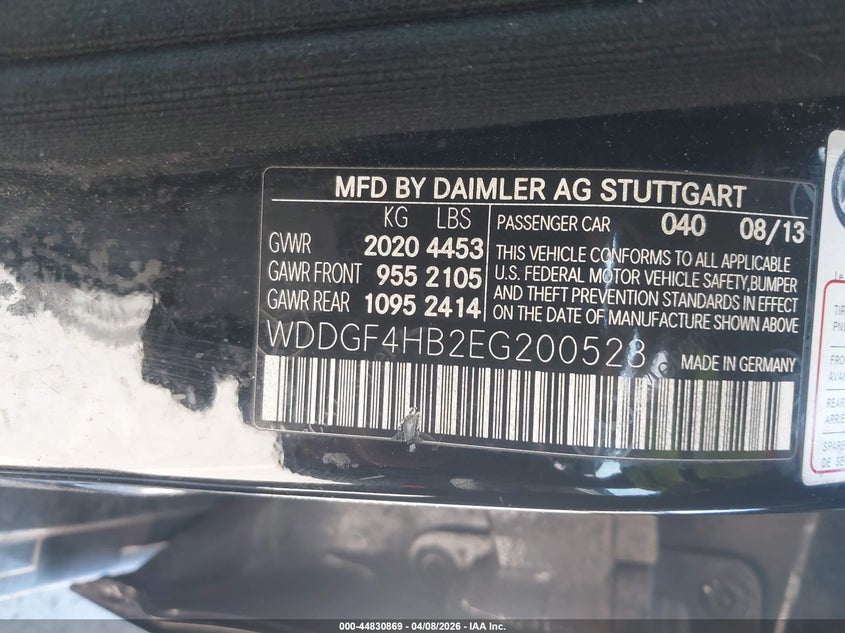 MFD BY DAIMLER AG STUTTGART
KG LBS
GVWR 2020 4453
GAWR FRONT 955 2105
GAWR REAR 1095 2414
PASSENGER CAR 040 08/13
THIS VEHICLE CONFORMS TO ALL APPLICABLE
U.S. FEDERAL MOTOR VEHICLE SAFETY,BUMPER
AND THEFT PREVENTION STANDARDS IN EFFECT
ON THE DATE OF MANUFACTURE SHOWN ABOVE
WDDGF4HB2EG200528
MADE IN GERMANY
000-44830869 - 04/08/2026 - IAA Inc.